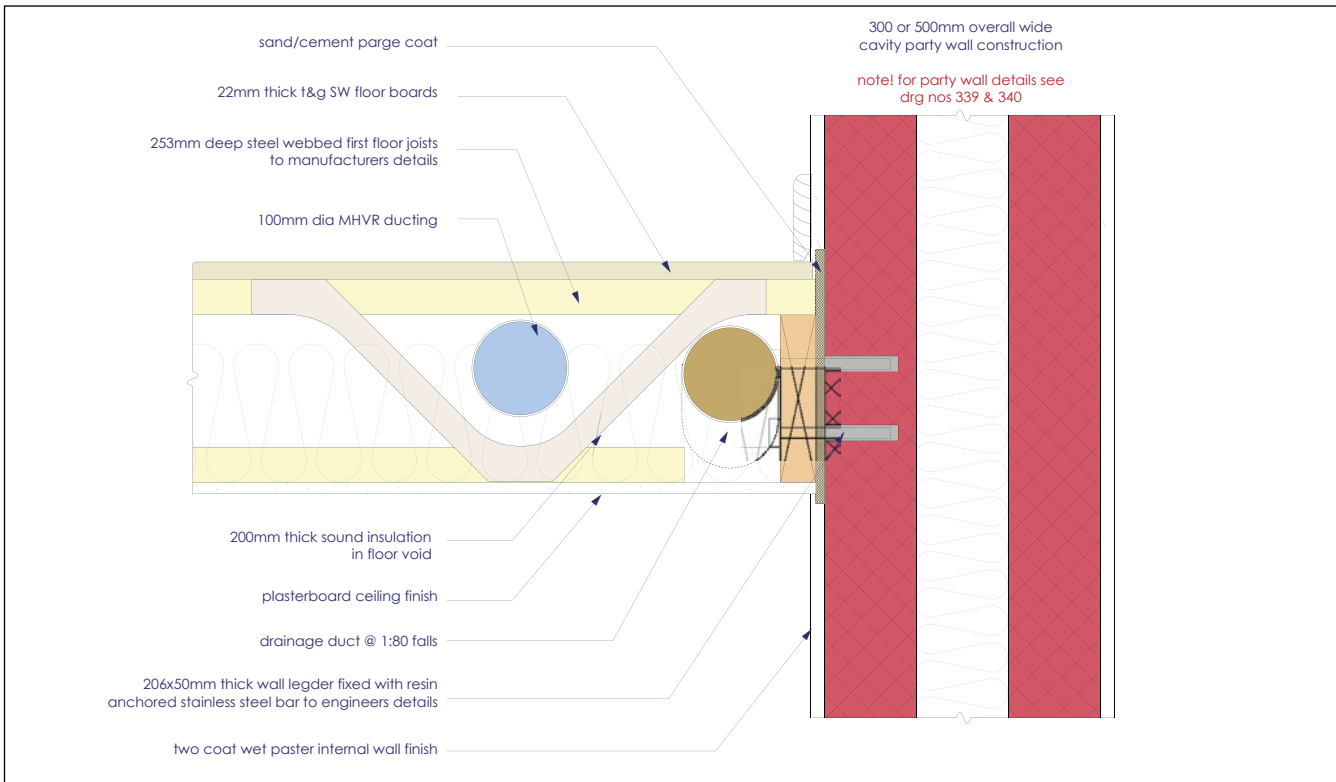 sand/cement parge coat
22mm thick t&g SW floor boards
253mm deep steel webbed first floor joists
to manufacturers details
100mm dia MHVR ducting
300 or 500mm overall wide
cavity party wall construction
note! for party wall details see
drg nos 339 & 340
200mm thick sound insulation
in floor void
plasterboard ceiling finish
drainage duct @ 1:80 falls
206x50mm thick wall legder fixed with resin
anchored stainless steel bar to engineers details
two coat wet paster internal wall finish